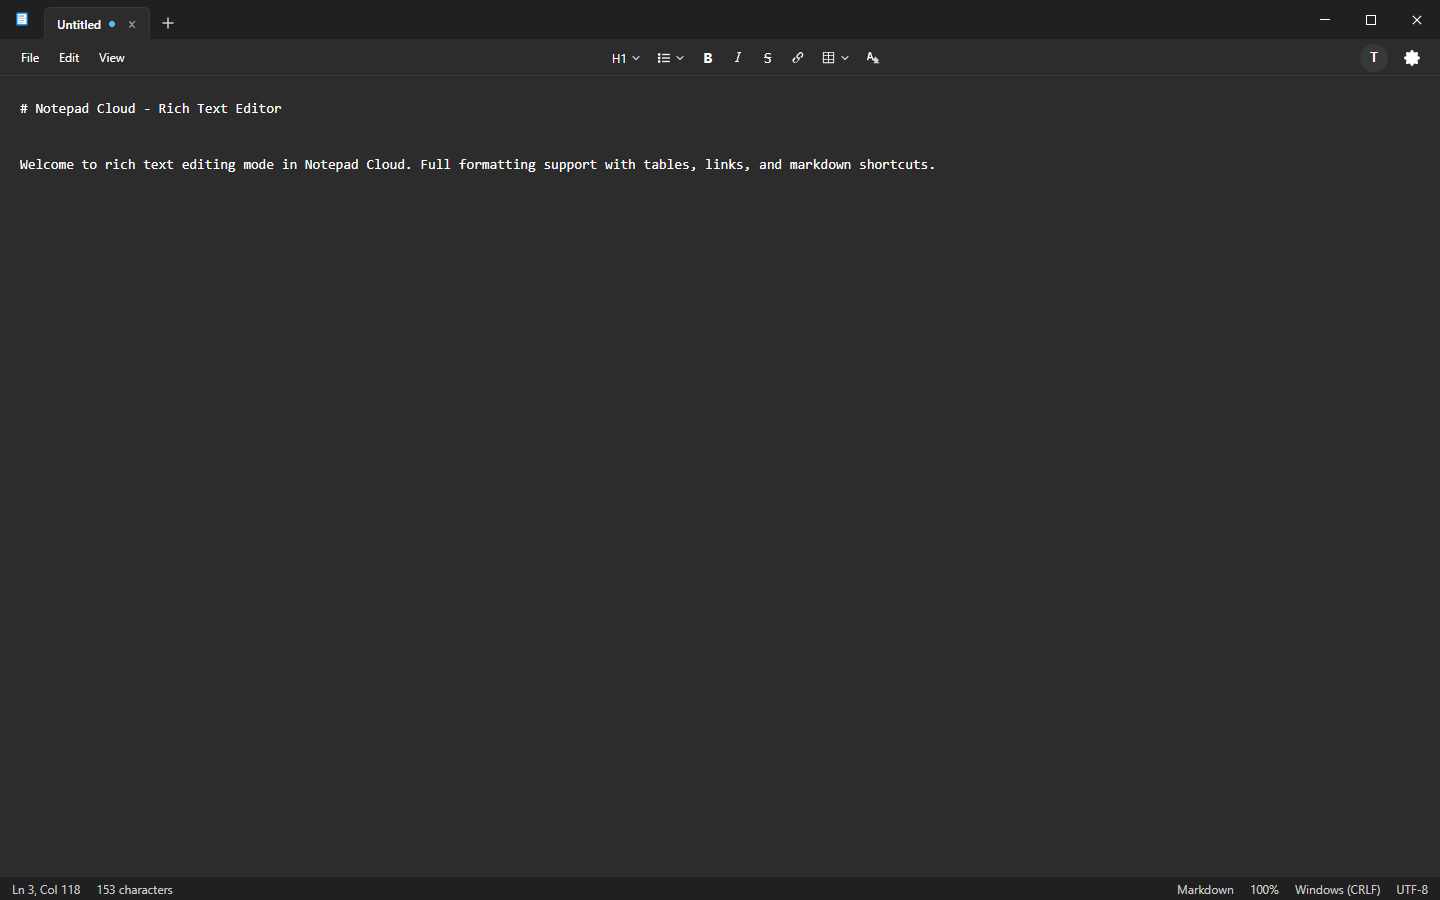 Untitled
File Edit View H1 B I S A T
# Notepad Cloud - Rich Text Editor
Welcome to rich text editing mode in Notepad Cloud. Full formatting support with tables, links, and markdown shortcuts.
Ln 3, Col 118 153 characters Markdown 100% Windows (CRLF) UTF-8